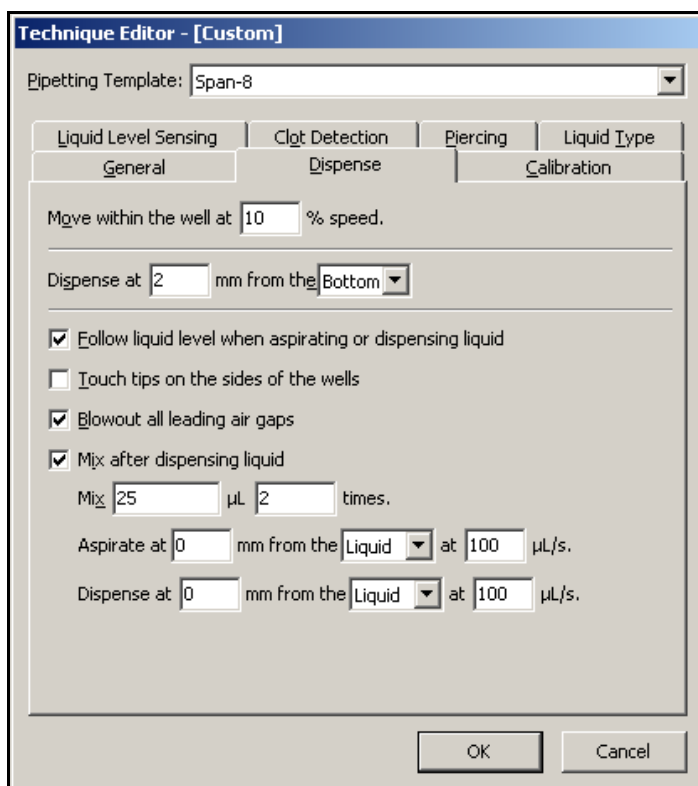 Technique Editor - [Custom]
Pipetting Template: Span-8
Liquid Level Sensing Clot Detection Piercing Liquid Type
General Dispense Calibration
Move within the well at 10 % speed.
Dispense at 2 mm from the Bottom
Follow liquid level when aspirating or dispensing liquid
Touch tips on the sides of the wells
Blowout all leading air gaps
Mix after dispensing liquid
Mix 25 µL 2 times.
Aspirate at 0 mm from the Liquid at 100 µL/s.
Dispense at 0 mm from the Liquid at 100 µL/s.
OK Cancel